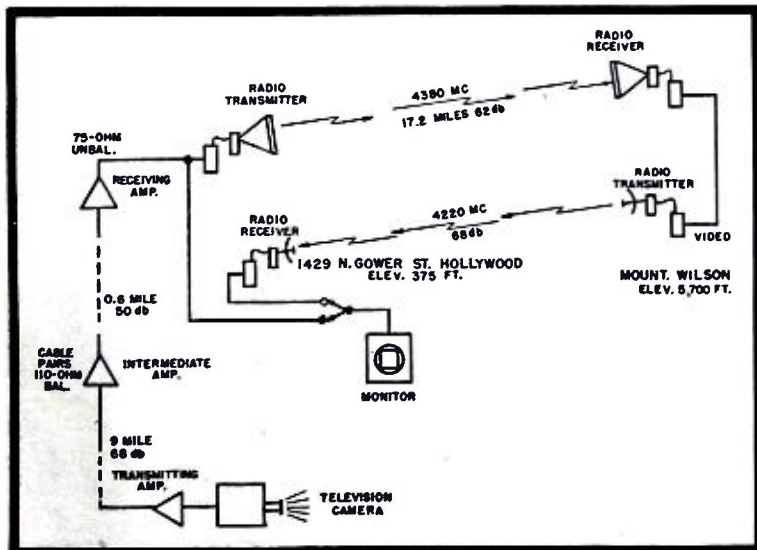 RADIO
RECEIVER
RADIO
TRANSMITTER
4380 MC
17.2 MILES 62db
75-OHM
UNBAL.
RECEIVING
AMP.
RADIO
TRANSMITTER
4220 MC
68db
RADIO
RECEIVER
VIDEO
1429 N. GOWER ST. HOLLYWOOD
ELEV. 375 FT.
MOUNT. WILSON
ELEV. 5,700 FT.
0.6 MILE
50 db
CABLE
PAIRS
110-OHM
BAL.
INTERMEDIATE
AMP.
MONITOR
9 MILE
68 db
TRANSMITTING
AMP.
TELEVISION
CAMERA